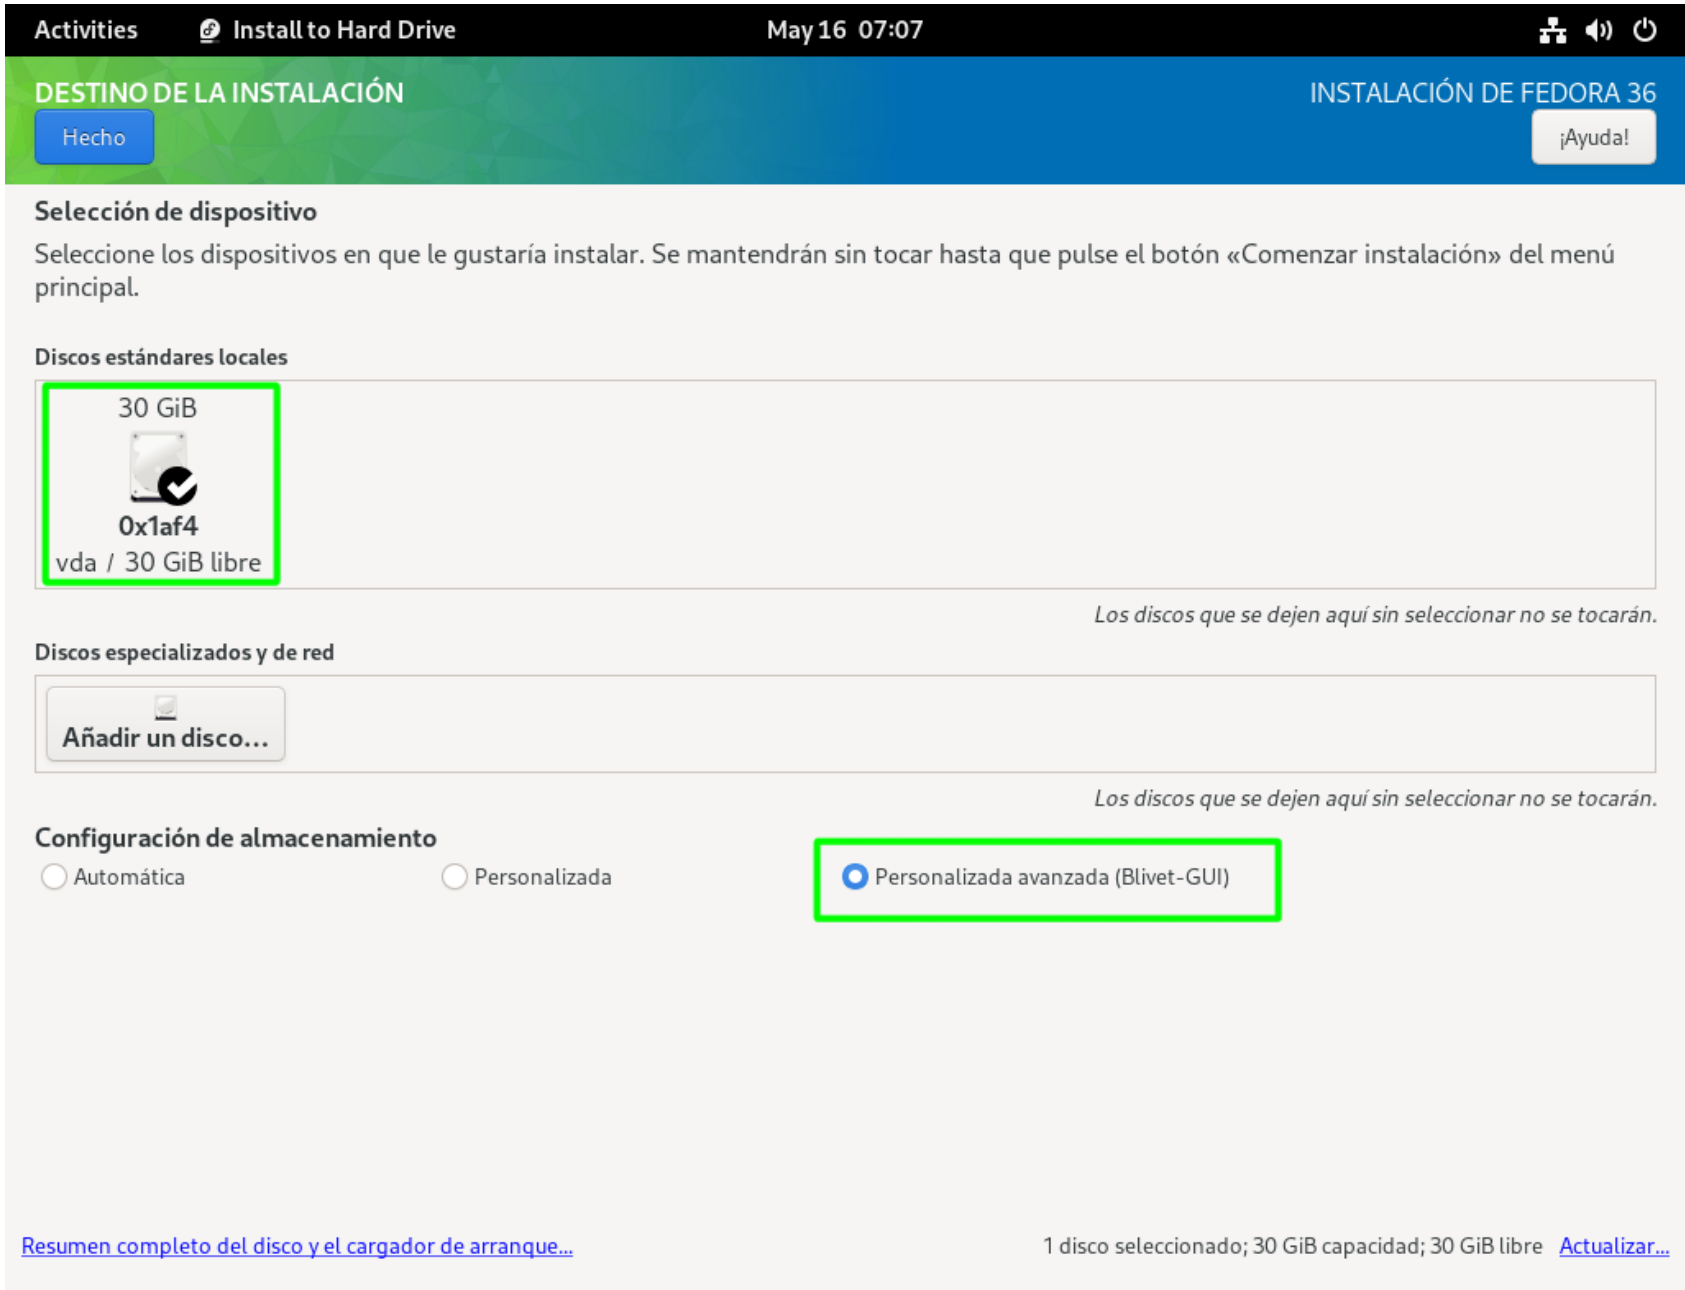 Activities Install to Hard Drive May 16 07:07
DESTINO DE LA INSTALACIÓN
INSTALACIÓN DE FEDORA 36
Hecho
¡Ayuda!
Selección de dispositivo
Seleccione los dispositivos en que le gustaría instalar. Se mantendrán sin tocar hasta que pulse el botón «Comenzar instalación» del menú
principal.
Discos estándares locales
30 GiB
0x1af4
vda / 30 GiB libre
Los discos que se dejen aquí sin seleccionar no se tocarán.
Discos especializados y de red
Añadir un disco...
Los discos que se dejen aquí sin seleccionar no se tocarán.
Configuración de almacenamiento
Automática Personalizada Personalizada avanzada (Blivet-GUI)
Resumen completo del disco y el cargador de arranque...
1 disco seleccionado; 30 GiB capacidad; 30 GiB libre Actualizar...